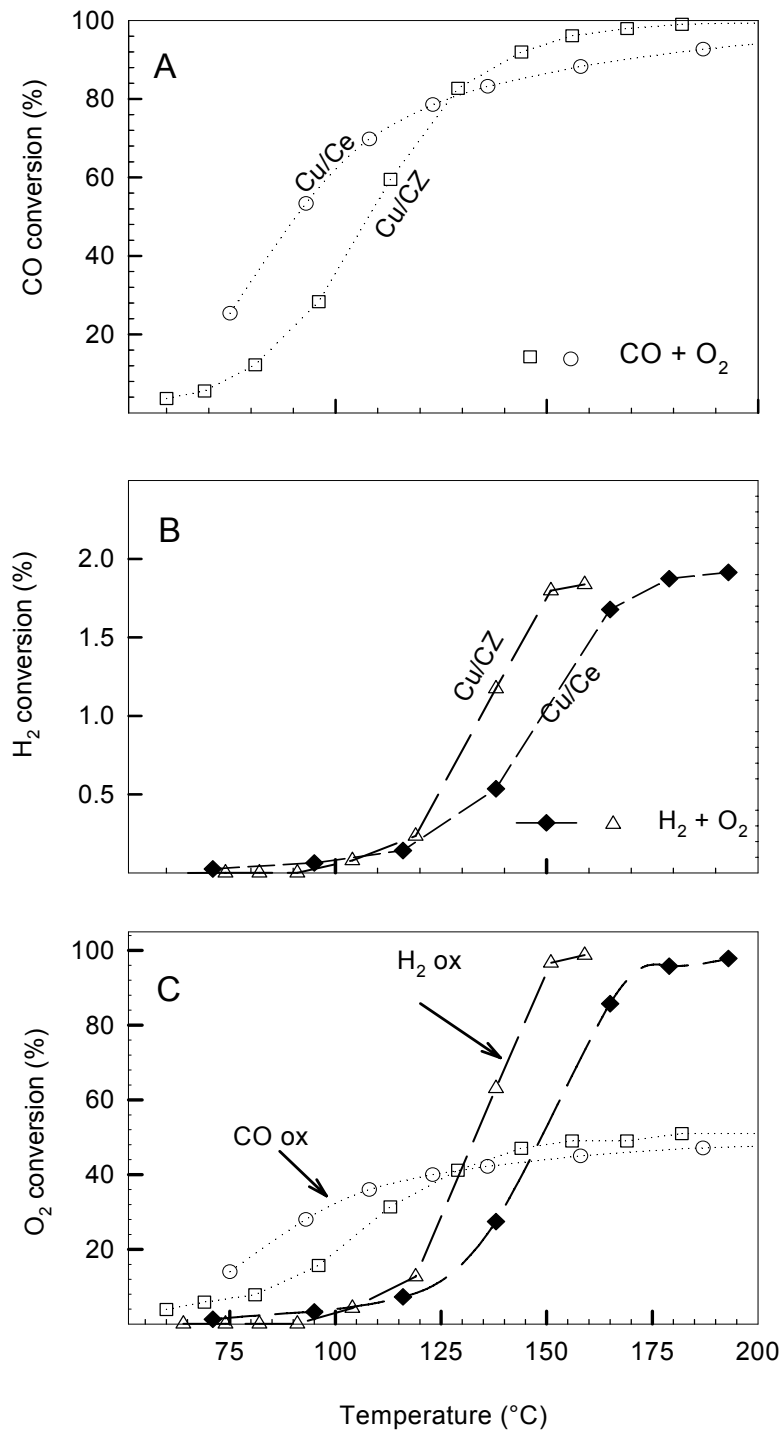 100
A
80
Cu/Ce
60
Cu/CZ
40
20
CO + O2
CO conversion (%)
B
2.0
Cu/CZ
1.5
Cu/Ce
1.0
0.5
H2 + O2
H2 conversion (%)
100
H2 ox
C
80
60
CO ox
40
20
O2 conversion (%)
75 100 125 150 175 200
Temperature (°C)